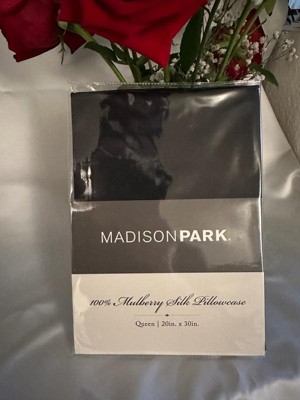 MADISONPARK.
100% Mulberry Silk Pillowcase
Queen | 20in. x 30in.